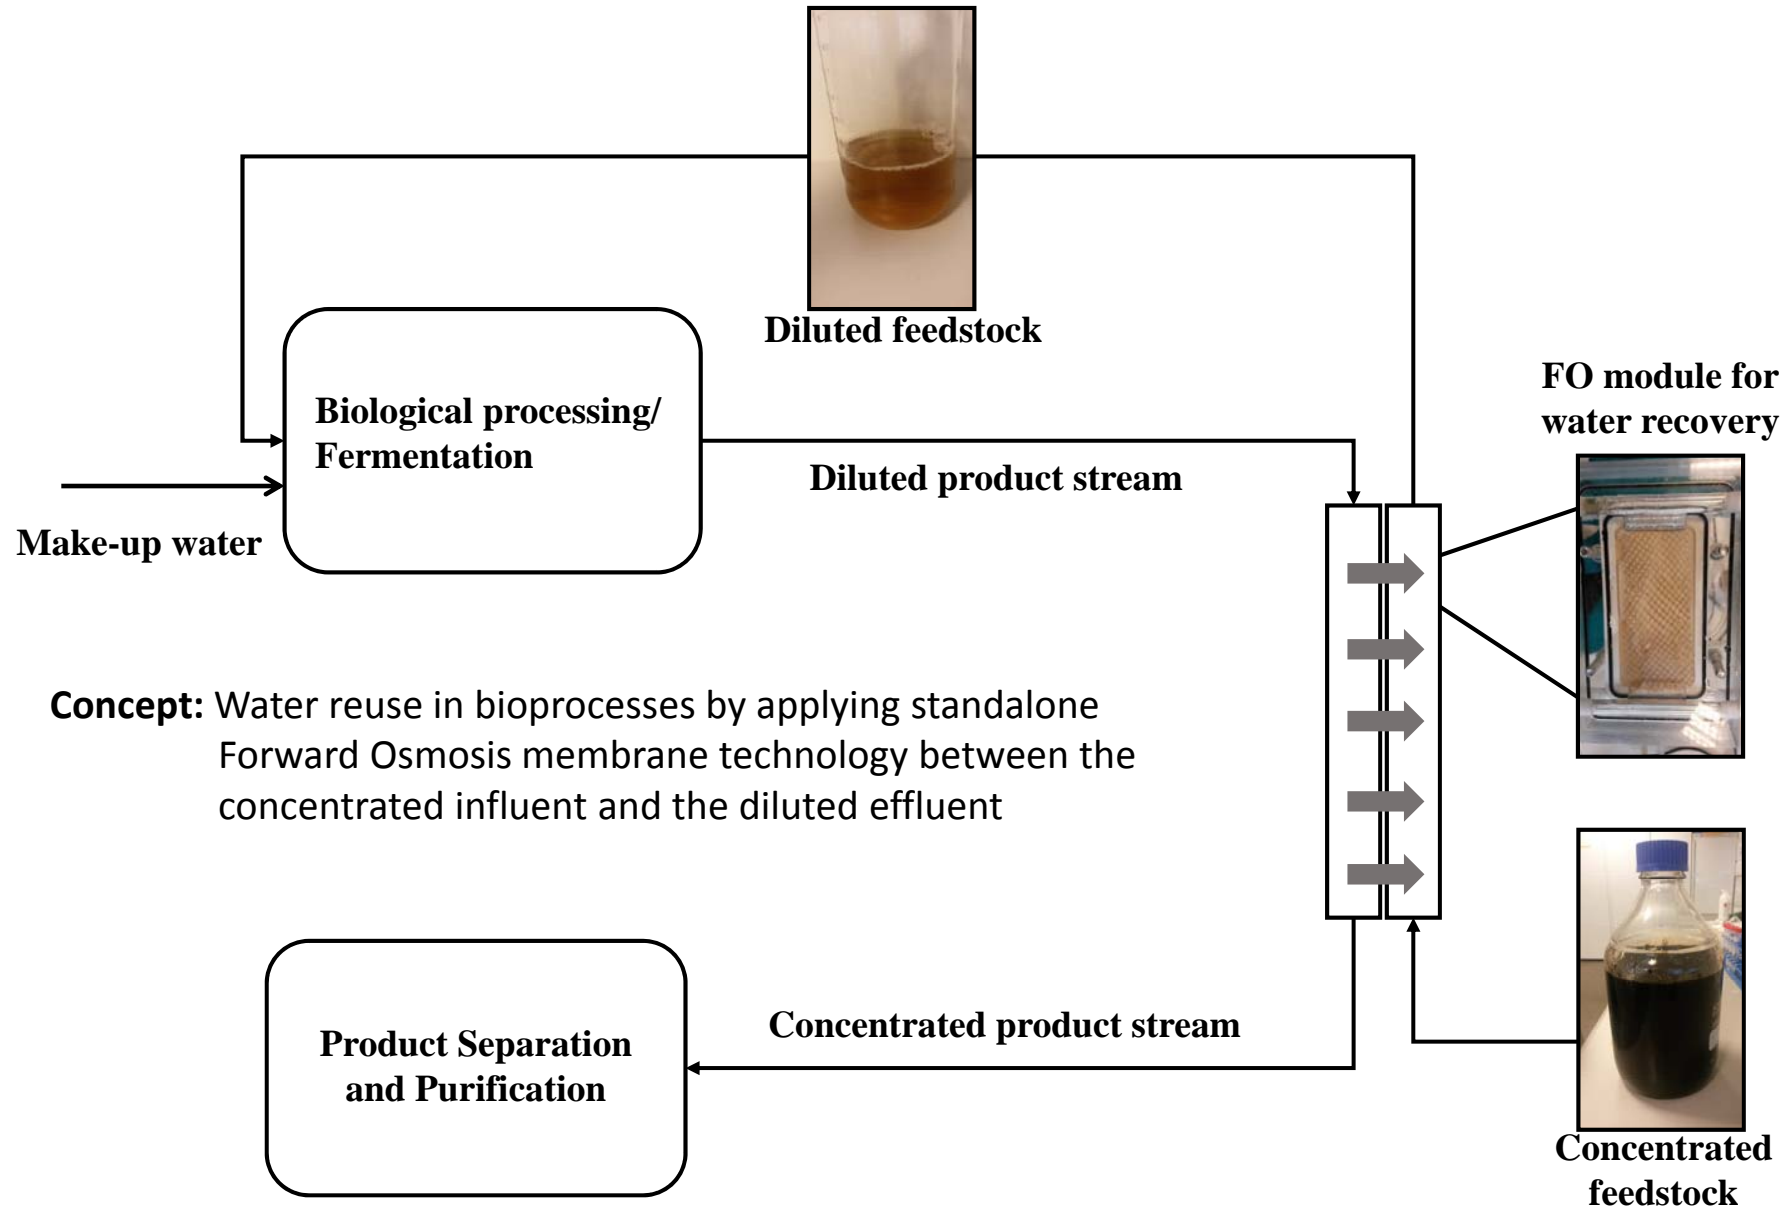 Diluted feedstock
FO module for
water recovery
Biological processing/
Fermentation
Diluted product stream
Make-up water
Concept: Water reuse in bioprocesses by applying standalone
Forward Osmosis membrane technology between the
concentrated influent and the diluted effluent
Concentrated product stream
Product Separation
and Purification
Concentrated
feedstock